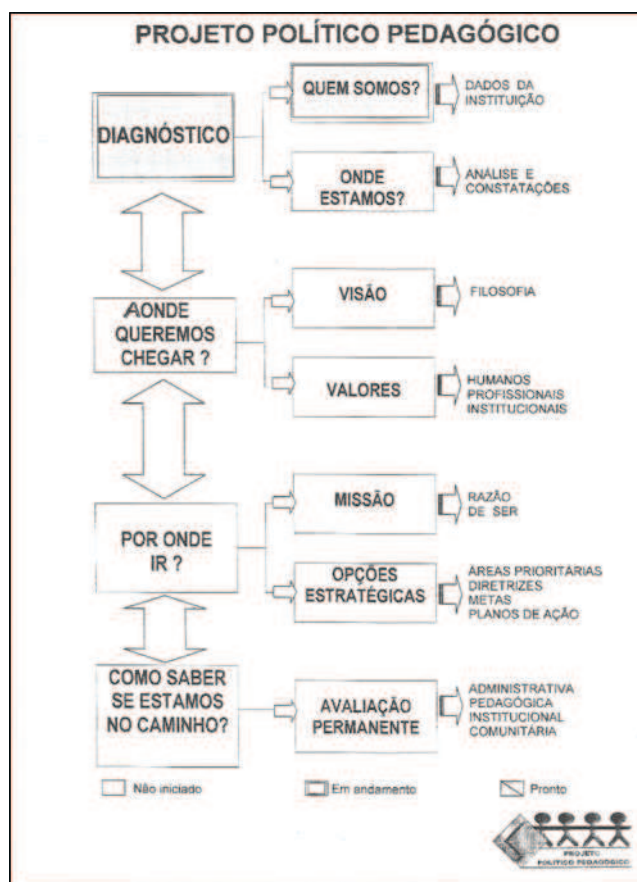 PROJETO POLÍTICO PEDAGÓGICO
DIAGNÓSTICO
QUEM SOMOS?
DADOS DA
INSTITUIÇÃO
ONDE
ESTAMOS?
ANÁLISE E
CONSTATAÇÕES
AONDE
QUEREMOS
CHEGAR ?
VISÃO
FILOSOFIA
VALORES
HUMANOS
PROFISSIONAIS
INSTITUCIONAIS
POR ONDE
IR ?
MISSÃO
RAZÃO
DE SER
OPÇÕES
ESTRATÉGICAS
ÁREAS PRIORITÁRIAS
DIRETRIZES
METAS
PLANOS DE AÇÃO
COMO SABER
SE ESTAMOS
NO CAMINHO?
AVALIAÇÃO
PERMANENTE
ADMINISTRATIVA
PEDAGÓGICA
INSTITUCIONAL
COMUNITÁRIA
Não iniciado
Em andamento
Pronto
PROJETO
POLÍTICO PEDAGÓGICO